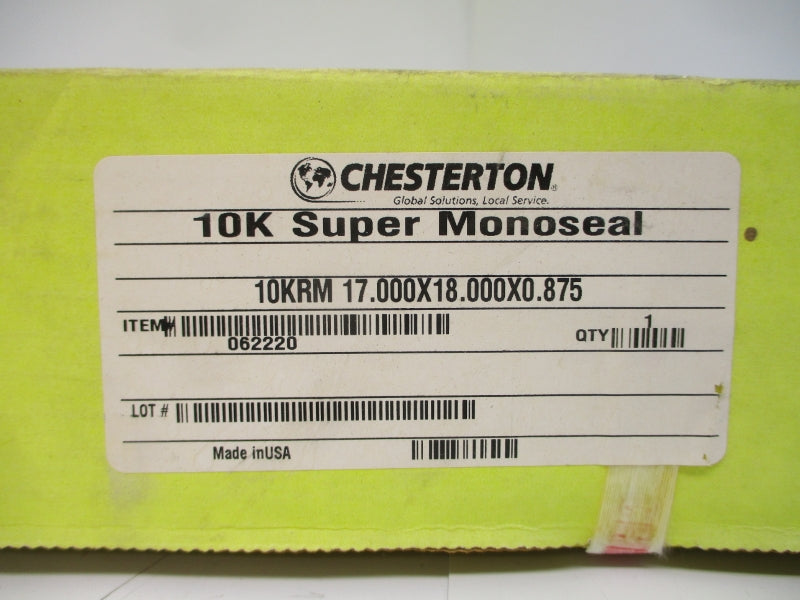 CHESTERTON®
Global Solutions, Local Service.
10K Super Monoseal
10KRM 17.000X18.000X0.875
ITEM#
062220
QTY
1
LOT #
Made inUSA